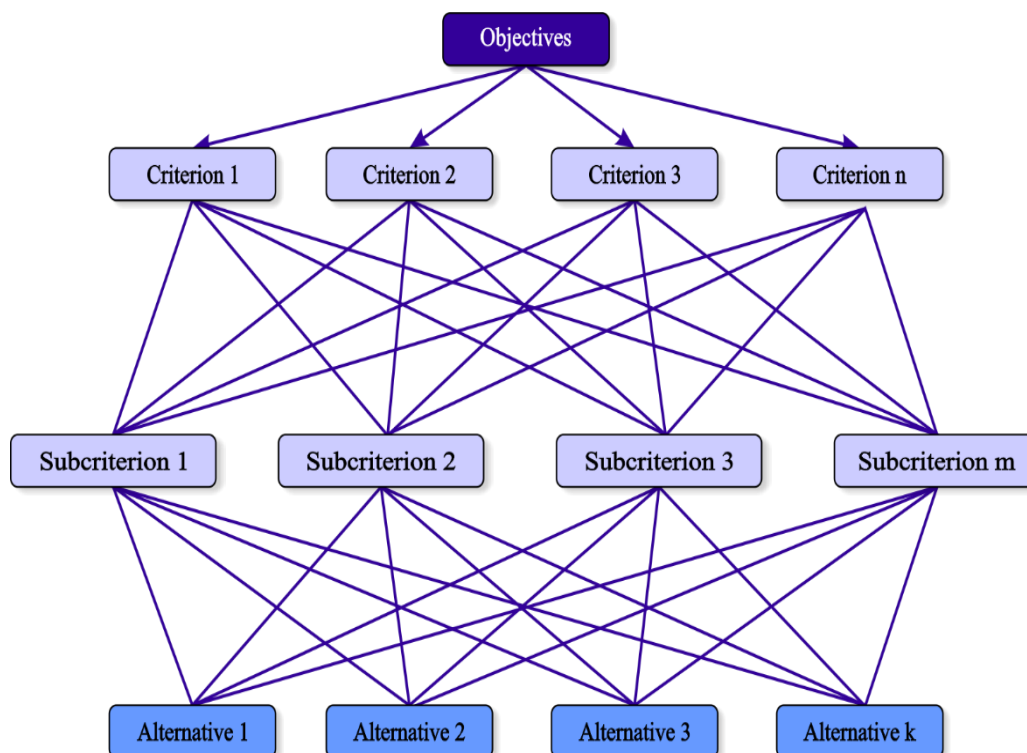 Objectives
Criterion 1
Criterion 2
Criterion 3
Criterion n
Subcriterion 1
Subcriterion 2
Subcriterion 3
Subcriterion m
Alternative 1
Alternative 2
Alternative 3
Alternative k